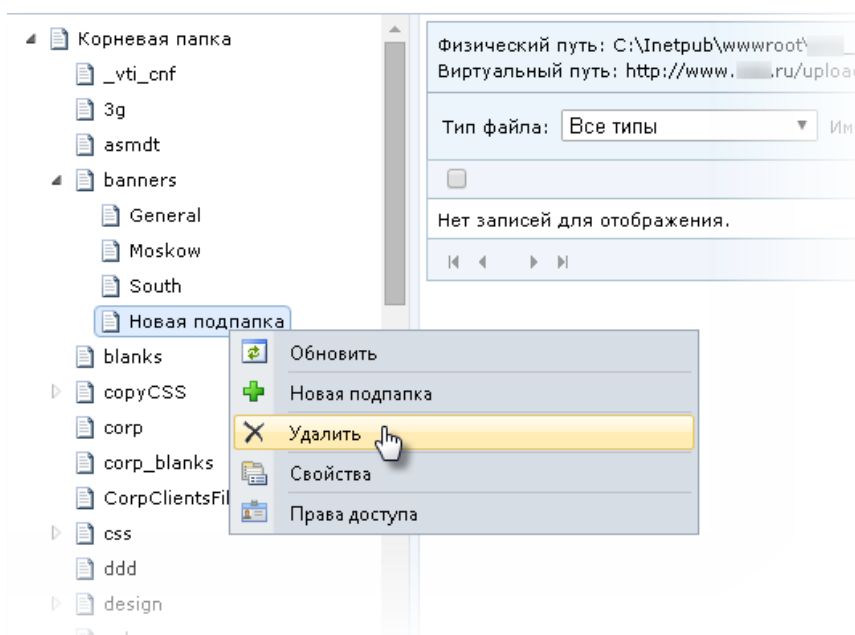 Корневая папка
_vti_cnf
3g
asmdt
banners
General
Moskow
South
Новая подпапка
blanks
copyCSS
corp
corp_blanks
CorpClientsFil
css
ddd
design
Физический путь: C:\Inetpub\wwwroot\
Виртуальный путь: http://www. .ru/uploa
Тип файла: Все типы Им
Нет записей для отображения.
Обновить
Новая подпапка
Удалить
Свойства
Права доступа